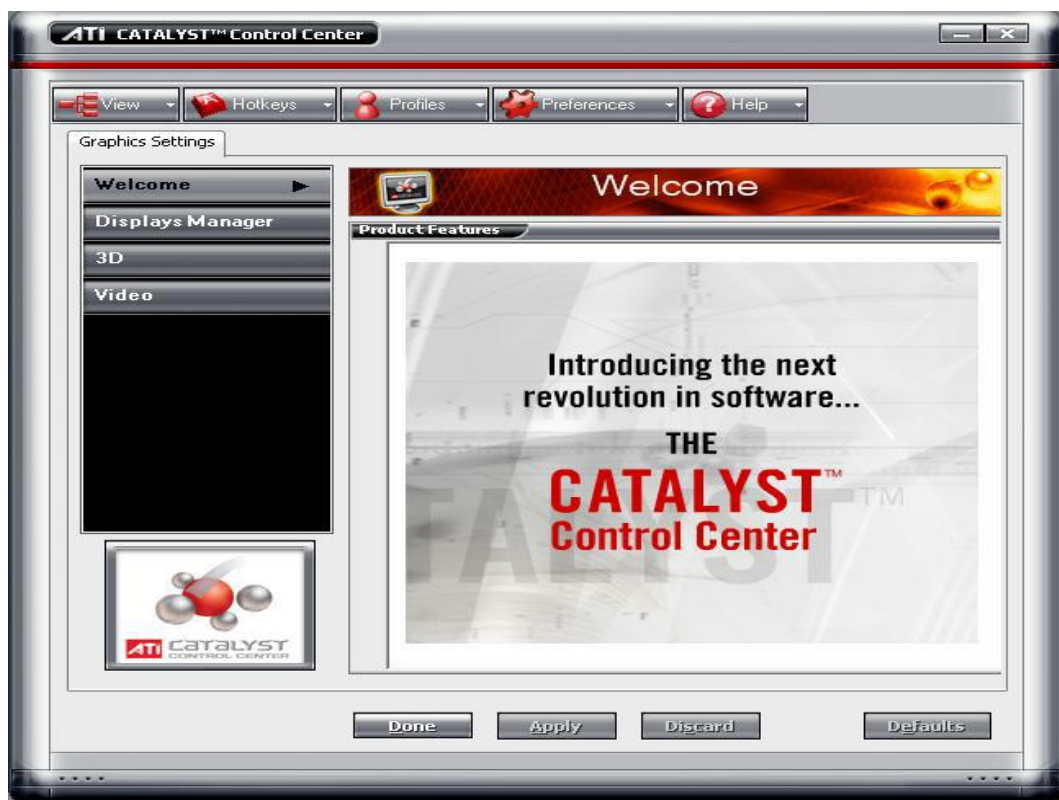 ATI CATALYST™ Control Center
View
Hotkeys
Profiles
Preferences
Help
Graphics Settings
Welcome
Displays Manager
3D
Video
Welcome
Product Features
Introducing the next
revolution in software...
THE
CATALYST™
Control Center
CATALYST™
ATI CATALYST
CONTROL CENTER
Done
Apply
Discard
Defaults